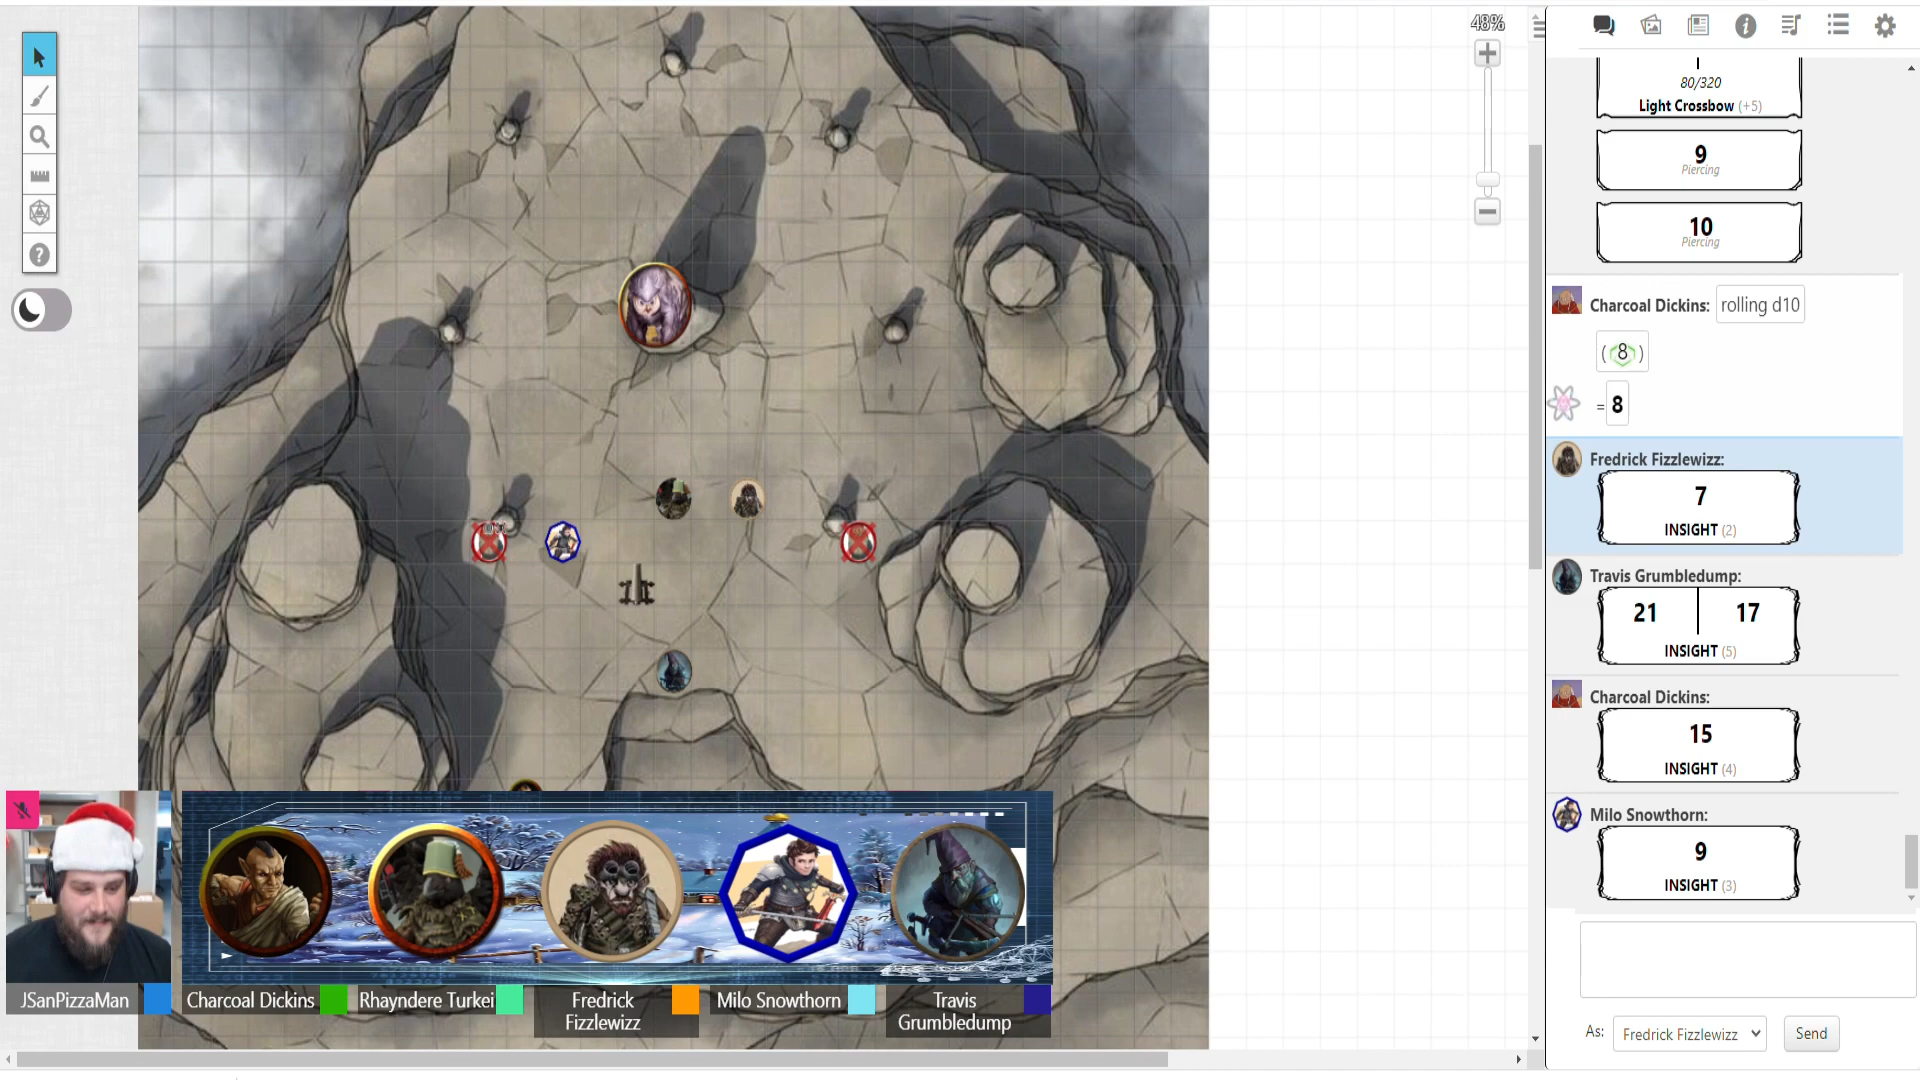 48%
80/320
Light Crossbow (+5)
9
Piercing
10
Piercing
Charcoal Dickins: rolling d10
( 8 )
= 8
Fredrick Fizzlewizz:
7
INSIGHT (2)
Travis Grumbledump:
21 17
INSIGHT (5)
Charcoal Dickins:
15
INSIGHT (4)
Milo Snowthorn:
9
INSIGHT (3)
As: Fredrick Fizzlewizz Send
JSanPizzaMan
Charcoal Dickins
Rhayndere Turkei
Fredrick
Fizzlewizz
Milo Snowthorn
Travis
Grumbledump